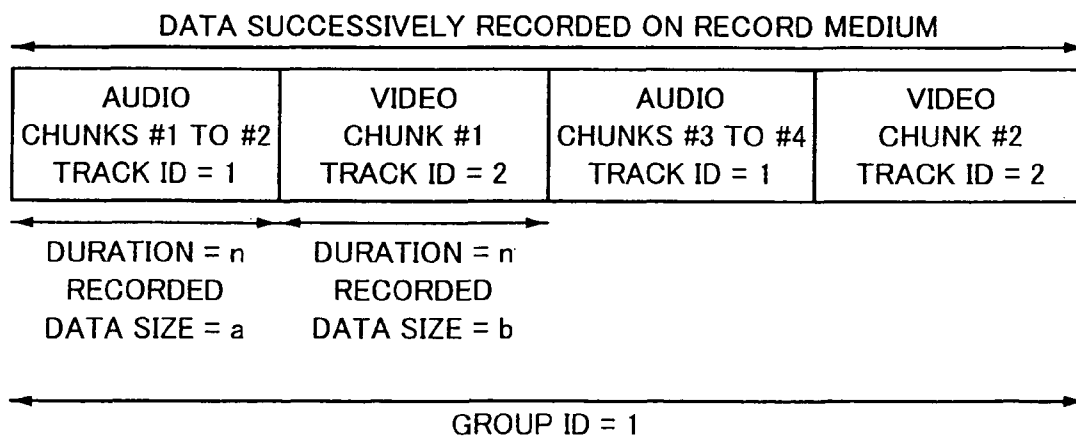 DATA SUCCESSIVELY RECORDED ON RECORD MEDIUM
AUDIO
CHUNKS #1 TO #2
TRACK ID = 1
VIDEO
CHUNK #1
TRACK ID = 2
AUDIO
CHUNKS #3 TO #4
TRACK ID = 1
VIDEO
CHUNK #2
TRACK ID = 2
DURATION = n
RECORDED
DATA SIZE = a
DURATION = n
RECORDED
DATA SIZE = b
GROUP ID = 1